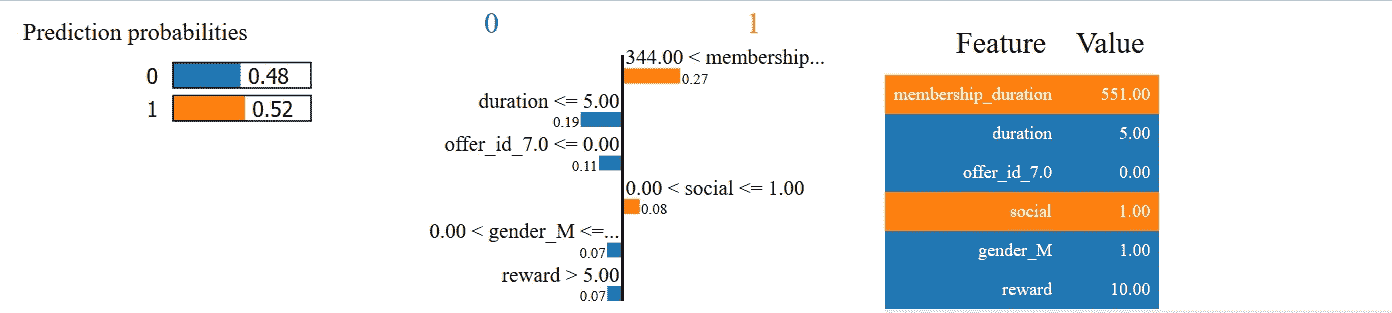 Prediction probabilities
0 0.48
1 0.52
0 1
344.00 < membership...
0.27
duration <= 5.00
0.19
offer_id_7.0 <= 0.00
0.11
0.00 < social <= 1.00
0.08
0.00 < gender_M <=...
0.07
reward > 5.00
0.07
Feature Value
membership_duration 551.00
duration 5.00
offer_id_7.0 0.00
social 1.00
gender_M 1.00
reward 10.00